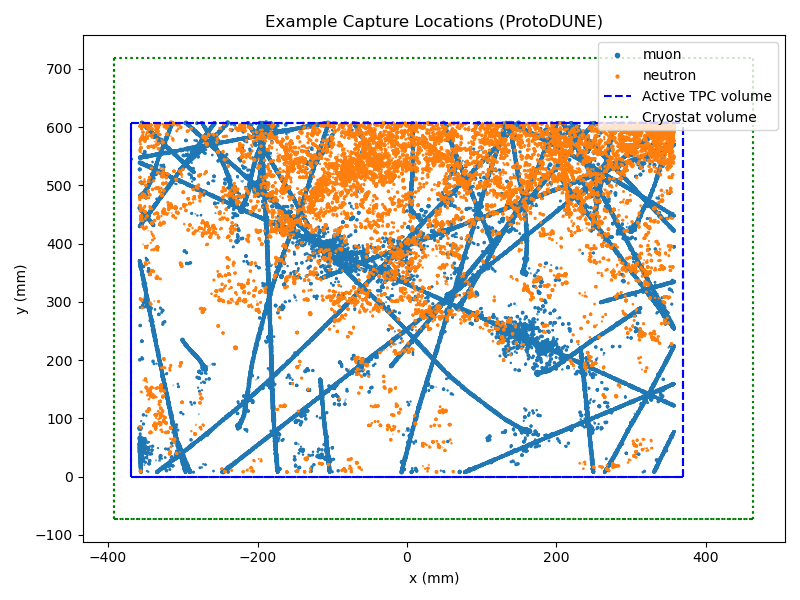 Example Capture Locations (ProtoDUNE)
muon
neutron
Active TPC volume
Cryostat volume
700
600
500
400
300
200
100
0
−100
y (mm)
−400
−200
0
200
400
x (mm)